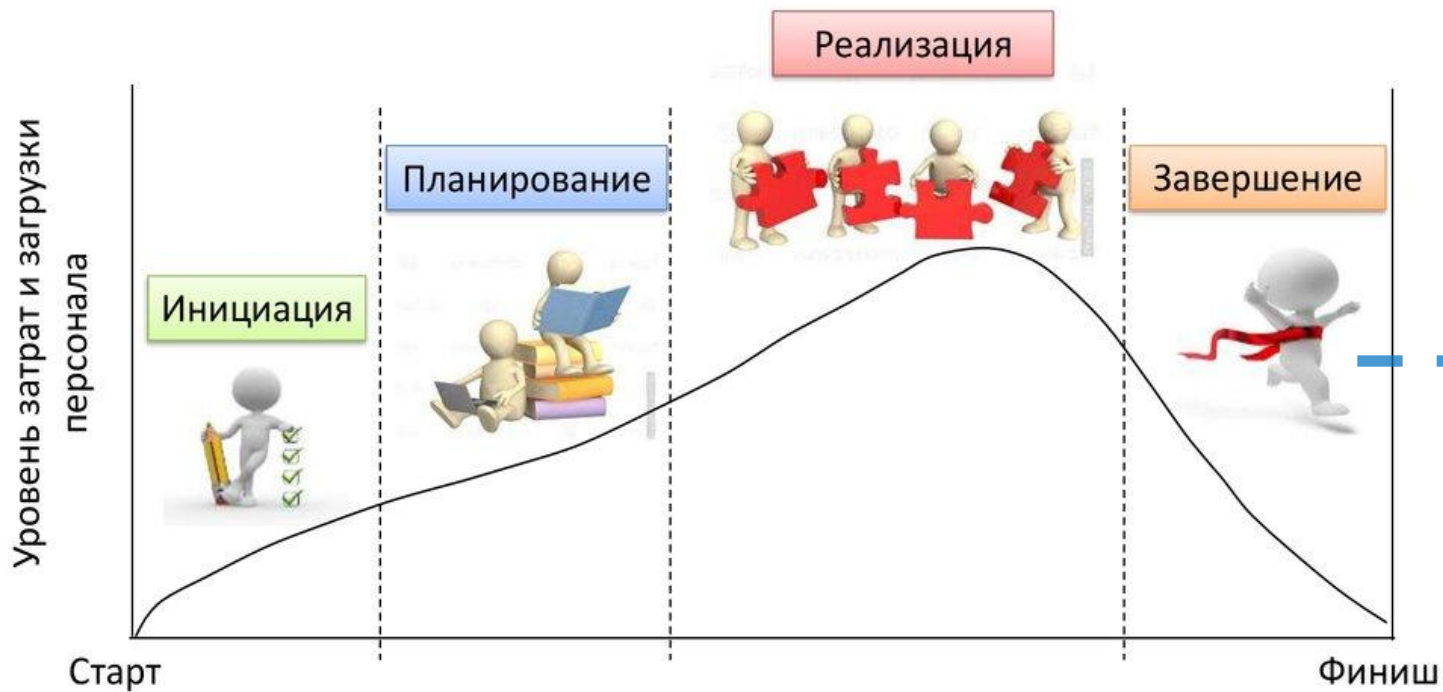 Реализация
Планирование
Завершение
Инициация
Уровень затрат и загрузки
персонала
Старт
Финиш